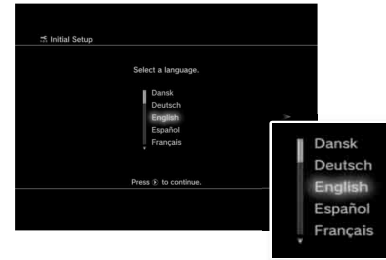 Initial Setup
Select a language.
Dansk
Deutsch
English
Español
Français
Press ▷ to continue.
Dansk
Deutsch
English
Español
Français